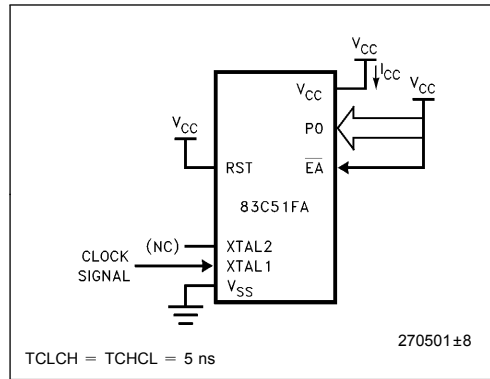 VCC
ICC
VCC
VCC
P0
VCC
RST
EA
83C51FA
(NC)
XTAL2
CLOCK
SIGNAL
XTAL1
VSS
270501±8
TCLCH = TCHCL = 5 ns